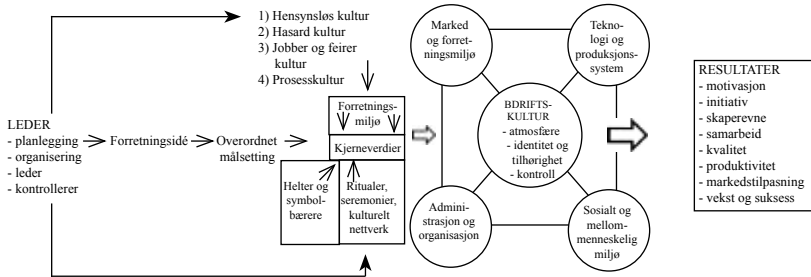 1) Hensynsløs kultur
2) Hasard kultur
3) Jobber og feirer
kultur
4) Prosesskultur
LEDER
- planlegging
- organisering
- leder
- kontrollerer
Forretningsidé
Overordnet
målsetting
Forretnings-
miljø
Kjerneverdier
Helter og
symbol-
bærere
Ritualer,
seremonier,
kulturelt
nettverk
Marked
og forret-
ningsmiljø
Teknolo-
gi og
produksjons-
system
BDRIFTS-
KULTUR
- atmosfære
- identitet og
tilhørighet
- kontroll
Admini-
strasjon og
organisasjon
Sosialt og
mellom-
menneskelig
miljø
RESULTATER
- motivasjon
- initiativ
- skaperevne
- samarbeid
- kvalitet
- produktivitet
- markedstilpasning
- vekst og suksess